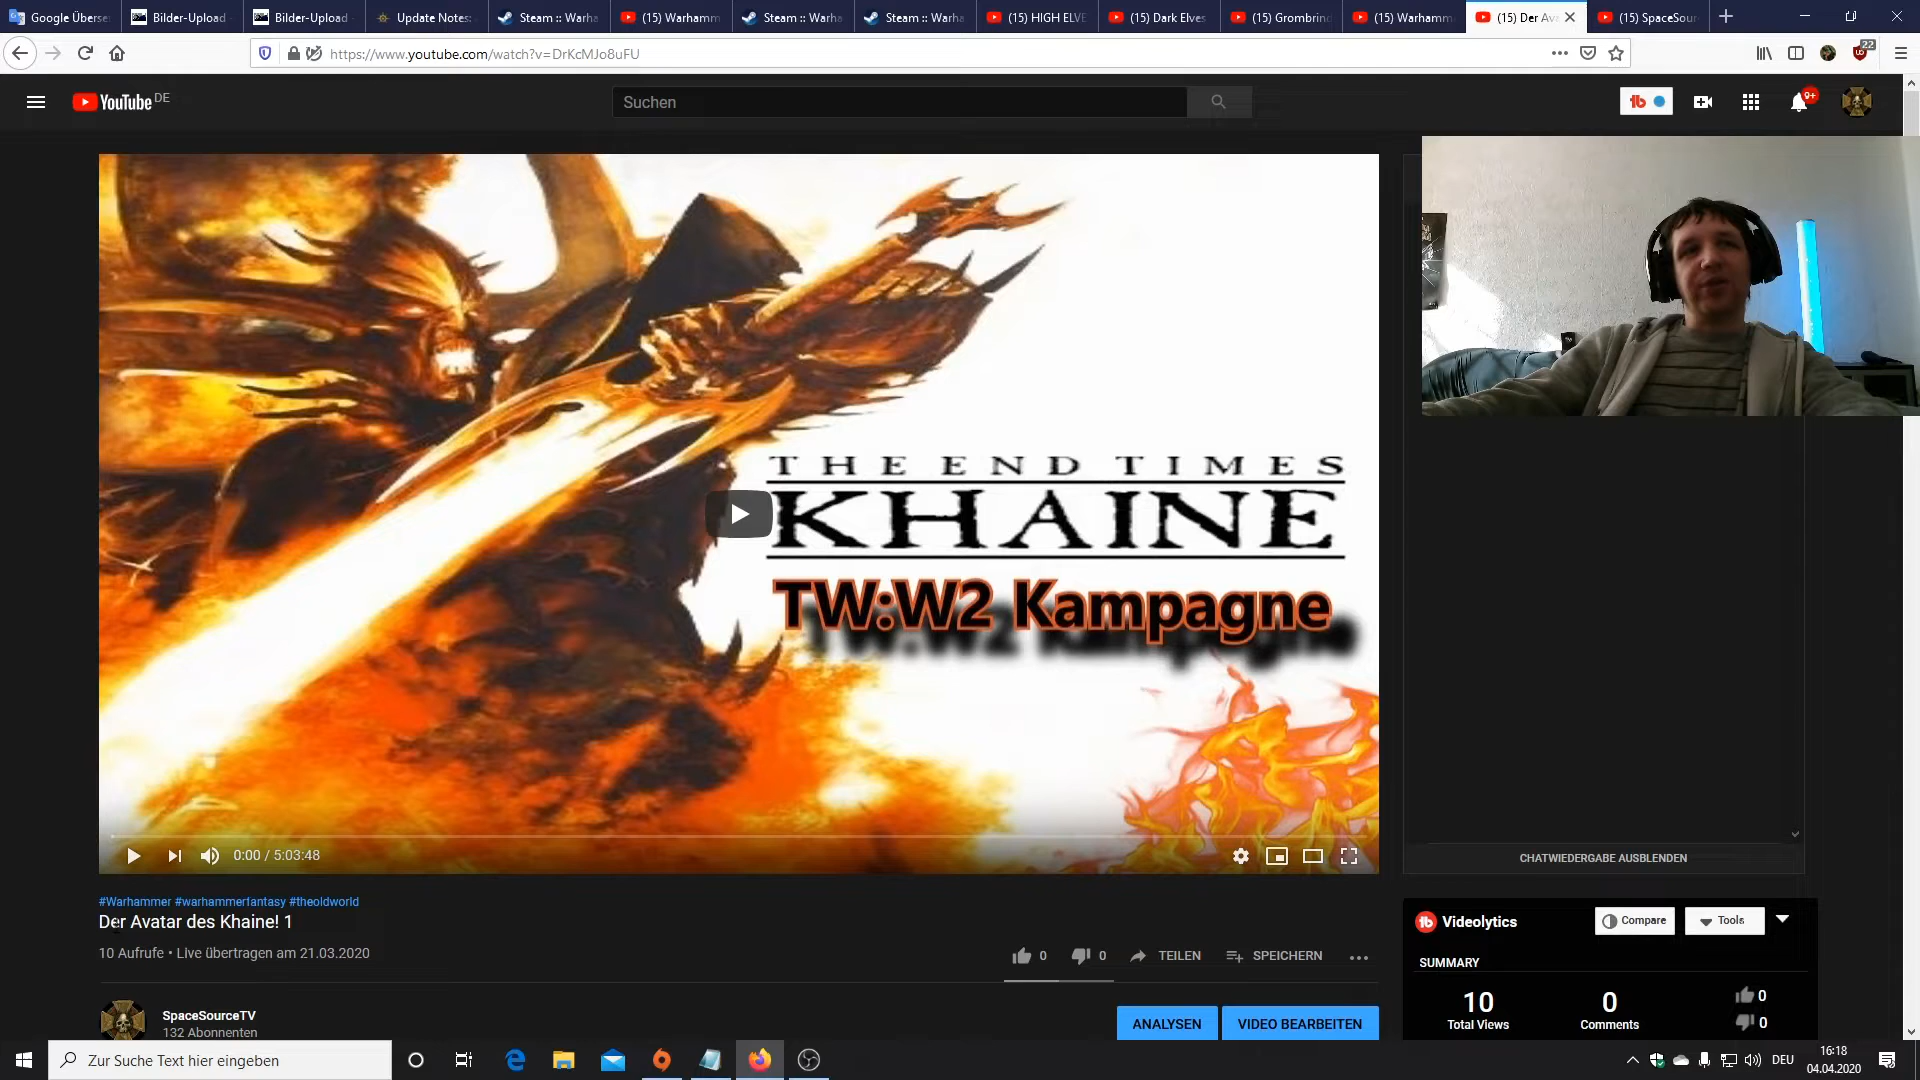 Google Überse
Bilder-Upload
Bilder-Upload
Update Notes:
Steam :: Warha
(15) Warhamm
Steam :: Warha
Steam :: Warha
(15) HIGH ELVE
(15) Dark Elves
(15) Grombrind
(15) Warhamm
(15) Der Ava
(15) SpaceSour
https://www.youtube.com/watch?v=DrKcMJo8uFU
22
YouTube DE
Suchen
9+
THE END TIMES
KHAINE
TW:W2 Kampagne
0:00 / 5:03:48
CHATWIEDERGABE AUSBLENDEN
#Warhammer #warhammerfantasy #theoldworld
Der Avatar des Khaine! 1
10 Aufrufe • Live übertragen am 21.03.2020
0
0
TEILEN
SPEICHERN
SpaceSourceTV
132 Abonnenten
ANALYSEN
VIDEO BEARBEITEN
Videolytics
Compare
Tools
SUMMARY
10
Total Views
0
Comments
0
0
Zur Suche Text hier eingeben
DEU
16:18
04.04.2020